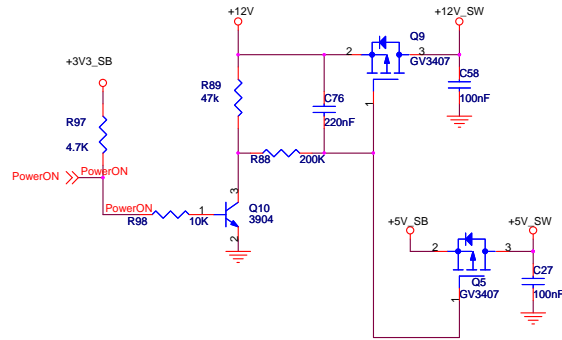 +12V
+12V_SW
Q9
2
3
GV3407
+3V3_SB
R89
47k
C76
220nF
C58
100nF
1
R97
4.7K
PowerON
PowerON
R88
200K
PowerON
3
1
Q10
3904
R98
10K
2
+5V_SB
+5V_SW
2
3
C27
100nF
Q5
GV3407
1